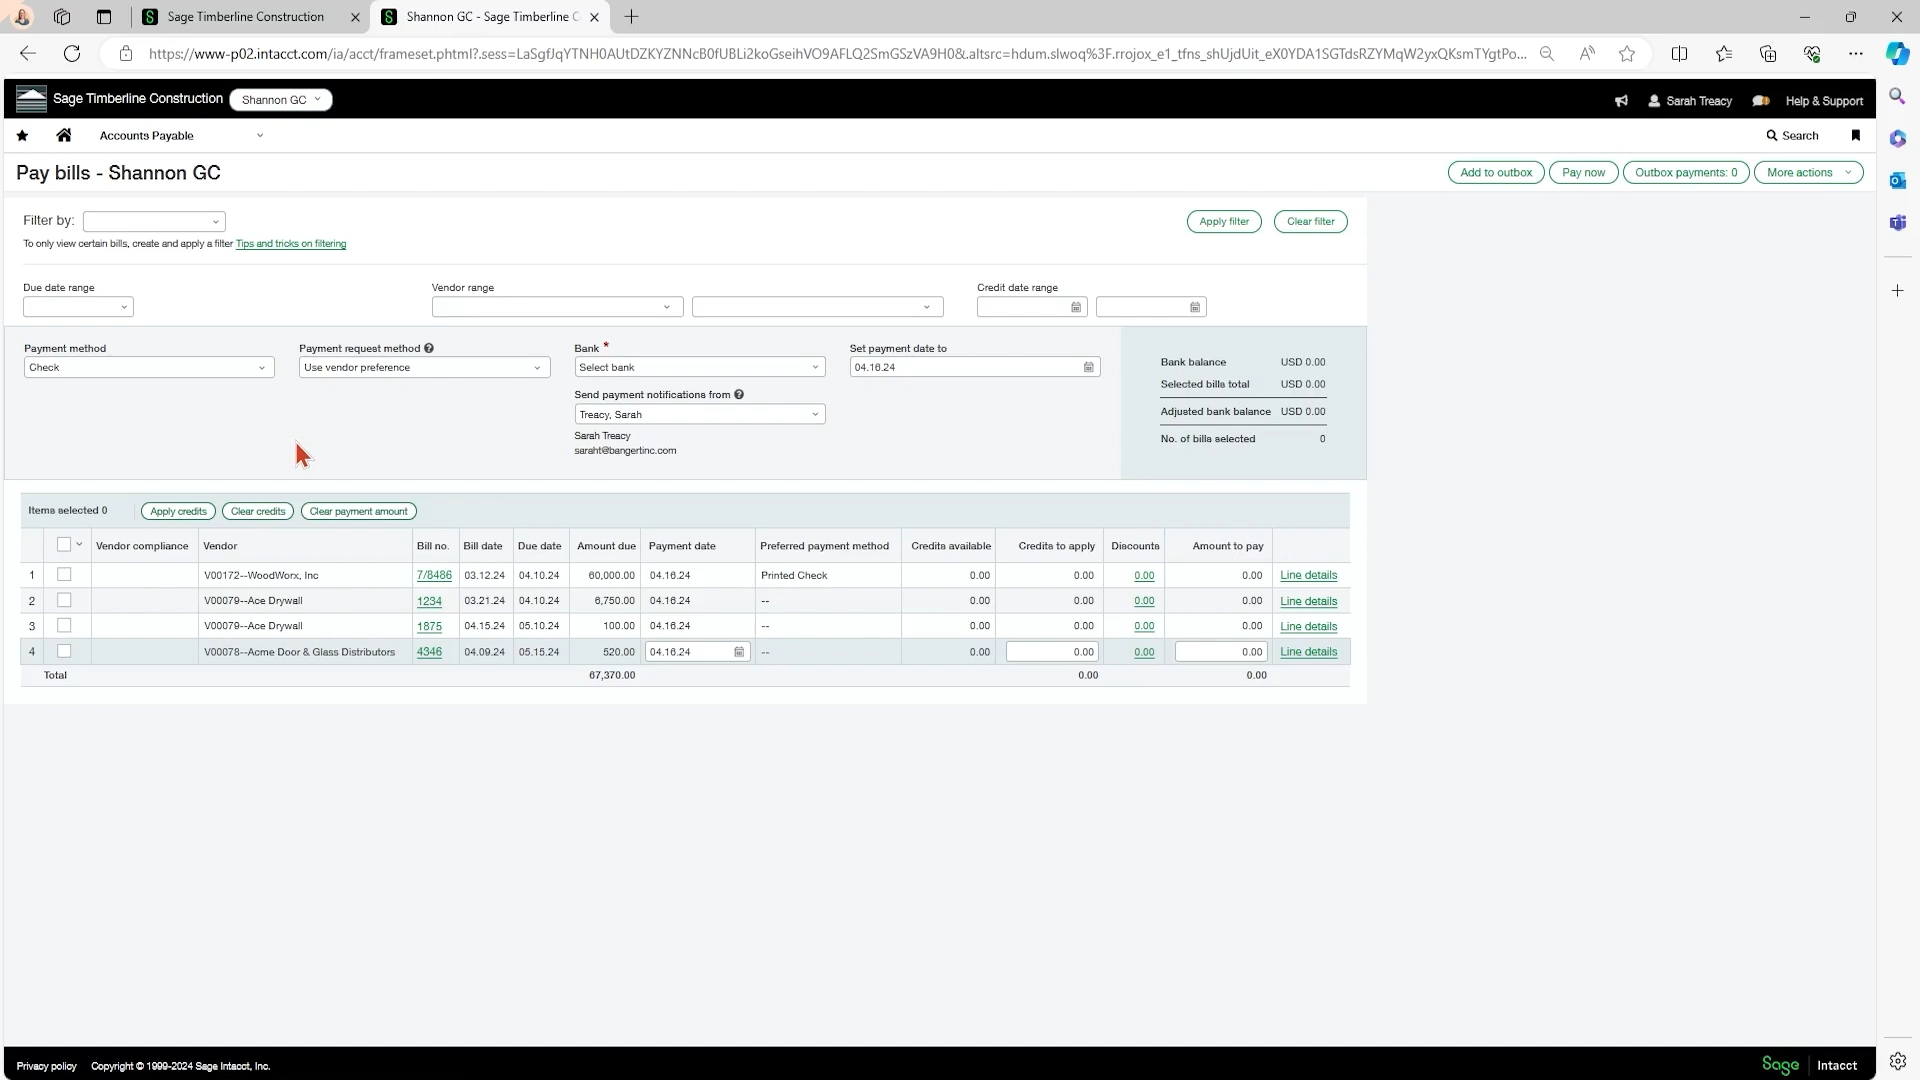 Sage Timberline Construction
Shannon GC - Sage Timberline C
https://www-p02.intacct.com/ia/acct/frameset.phtml?.sess=LaSgfJqYTNH0AUtDZKYZNNcB0fUBLi2koGseihVO9AFLQ2SmGSzVA9H0&.altsrc=hdum.slwoq%3F.rrojox_e1_tfns_shUjdUit_eX0YDA1SGTdsRZYMqW2yxQKsmTYgtPo...
Sage Timberline Construction Shannon GC Sarah Treacy Help & Support
Accounts Payable Search
Pay bills - Shannon GC Add to outbox Pay now Outbox payments: 0 More actions
Filter by: Apply filter Clear filter
To only view certain bills, create and apply a filter Tips and tricks on filtering
Due date range Vendor range Credit date range
Payment method Payment request method Bank * Set payment date to
Check Use vendor preference Select bank 04.16.24
Bank balance USD 0.00
Selected bills total USD 0.00
Send payment notifications from
Treacy, Sarah
Adjusted bank balance USD 0.00
Sarah Treacy
No. of bills selected 0
saraht@bangertinc.com
Items selected 0 Apply credits Clear credits Clear payment amount
Vendor compliance Vendor Bill no. Bill date Due date Amount due Payment date Preferred payment method Credits available Credits to apply Discounts Amount to pay
1 V00172--WoodWorx, Inc 7/8486 03.12.24 04.10.24 60,000.00 04.16.24 Printed Check 0.00 0.00 0.00 0.00 Line details
2 V00079--Ace Drywall 1234 03.21.24 04.10.24 6,750.00 04.16.24 -- 0.00 0.00 0.00 0.00 Line details
3 V00079--Ace Drywall 1875 04.15.24 05.10.24 100.00 04.16.24 -- 0.00 0.00 0.00 0.00 Line details
4 V00078--Acme Door & Glass Distributors 4346 04.09.24 05.15.24 520.00 04.16.24 -- 0.00 0.00 0.00 0.00 Line details
Total 67,370.00 0.00 0.00
Privacy policy Copyright © 1999-2024 Sage Intacct, Inc. Sage Intacct